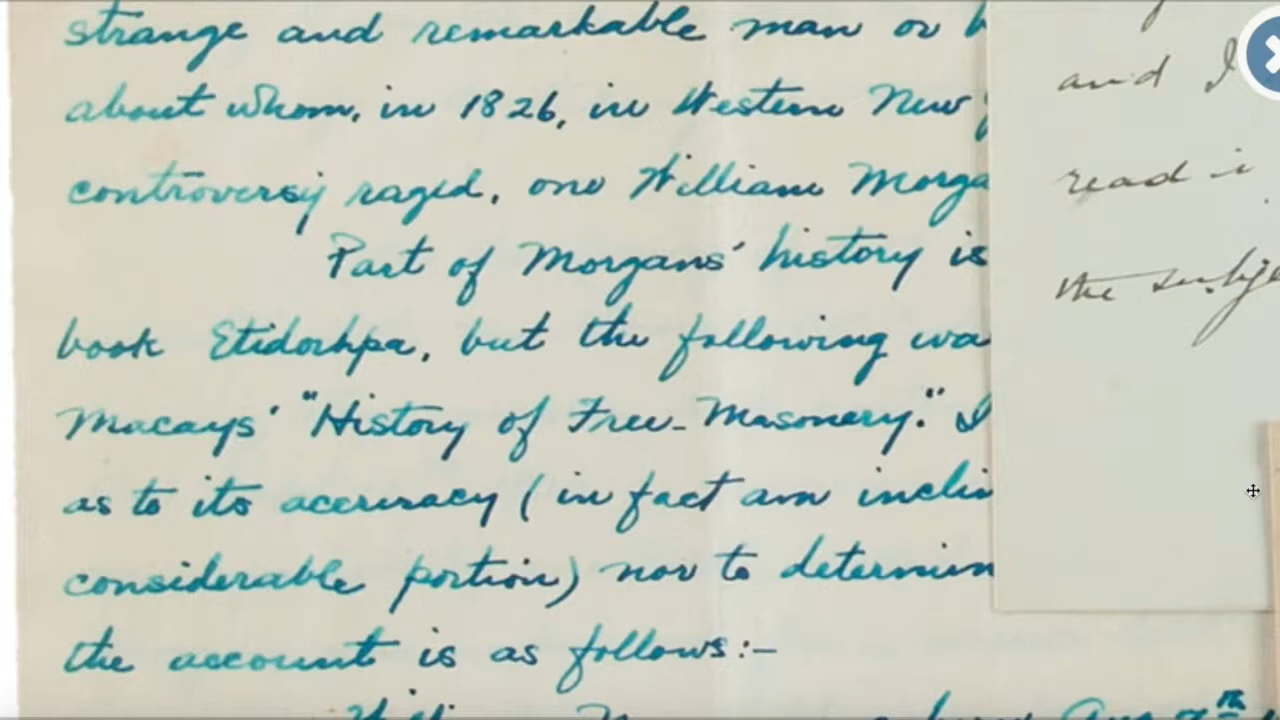 strange and remarkable man or
about whom, in 1826, in Western New
controversy raged, one William Morga
Part of Morgans' history is
book Etidorhpa, but the following wa
Macays' "History of Free-Masonery." I
as to its accuracy (in fact am inclin
considerable portion) nor to determin
the account is as follows:-
and I
read i
the subje